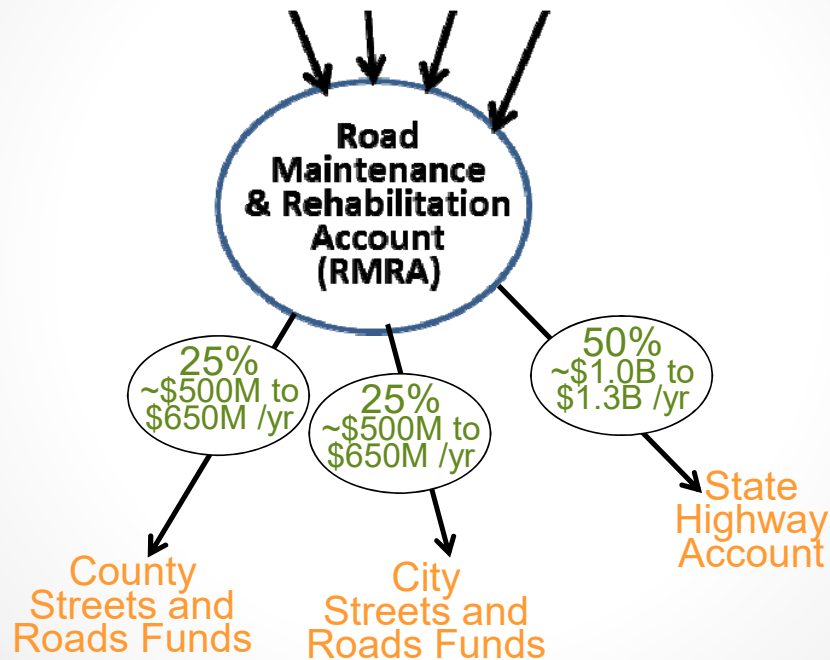 Road
Maintenance
& Rehabilitation
Account
(RMRA)
25%
~$500M to
$650M /yr
25%
~$500M to
$650M /yr
50%
~$1.0B to
$1.3B /yr
County
Streets and
Roads Funds
City
Streets and
Roads Funds
State
Highway
Account